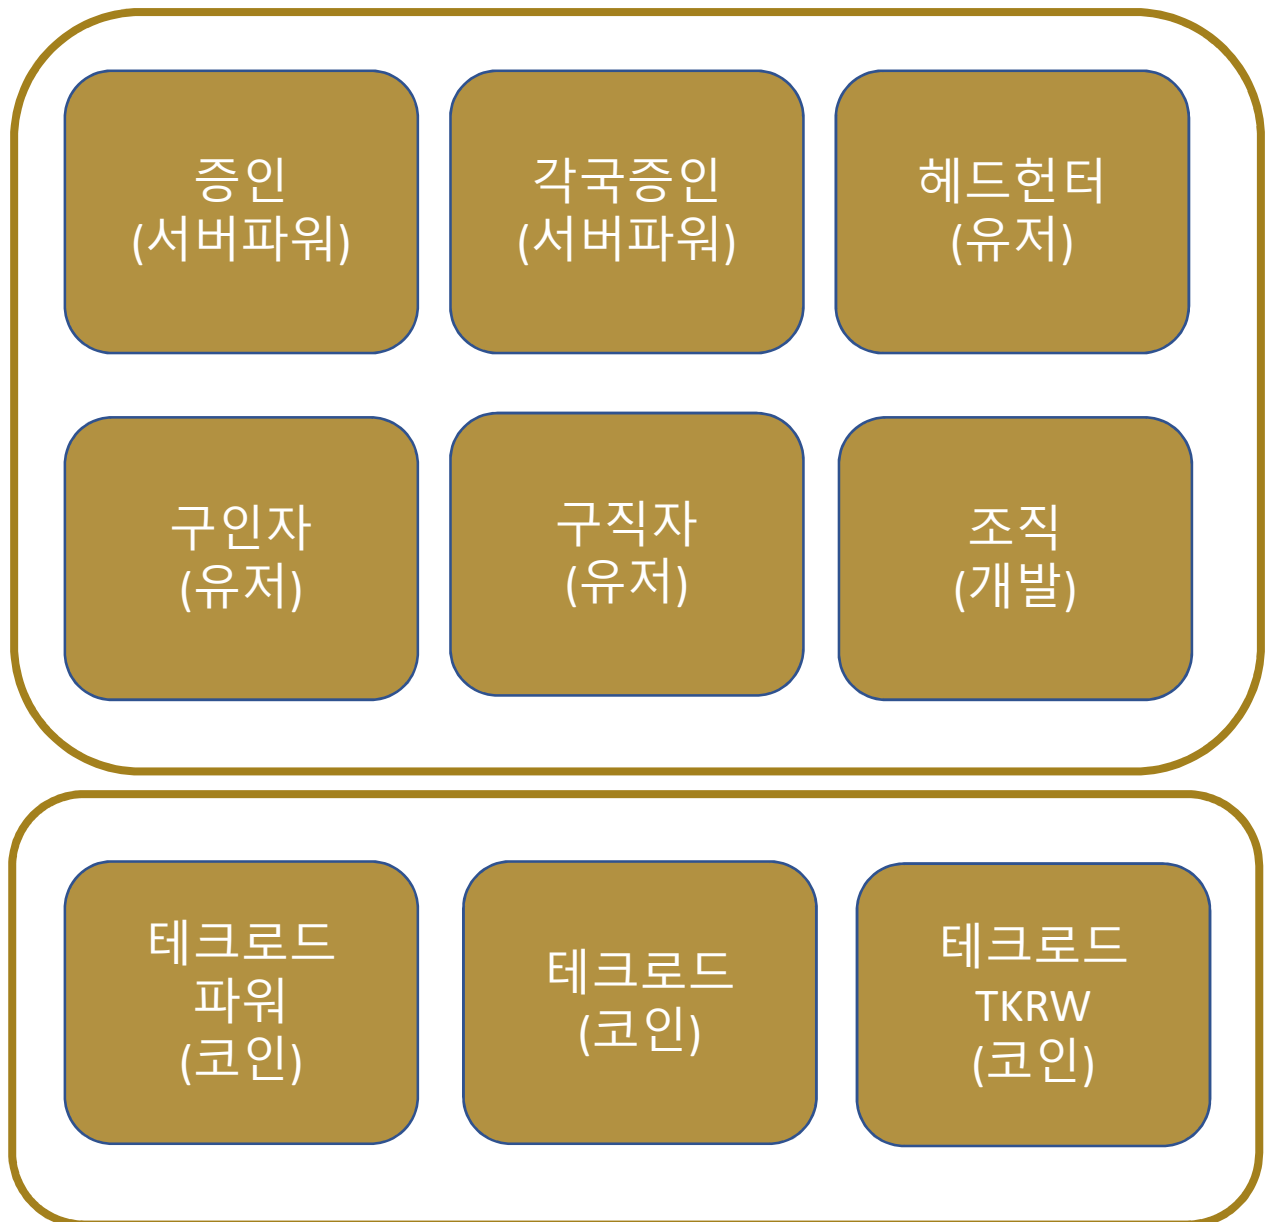 증인
(서버파워)
각국증인
(서버파워)
헤드헌터
(유저)
구인자
(유저)
구직자
(유저)
조직
(개발)
테크로드
파워
(코인)
테크로드
(코인)
테크로드
TKRW
(코인)